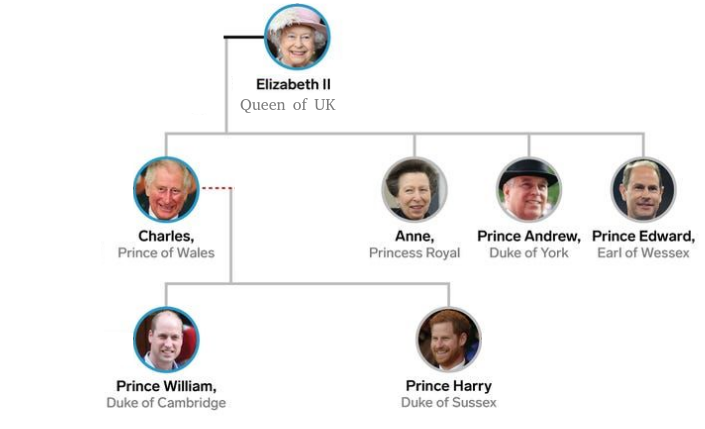 Elizabeth II
Queen of UK
Charles,
Prince of Wales
Anne,
Princess Royal
Prince Andrew,
Duke of York
Prince Edward,
Earl of Wessex
Prince William,
Duke of Cambridge
Prince Harry
Duke of Sussex